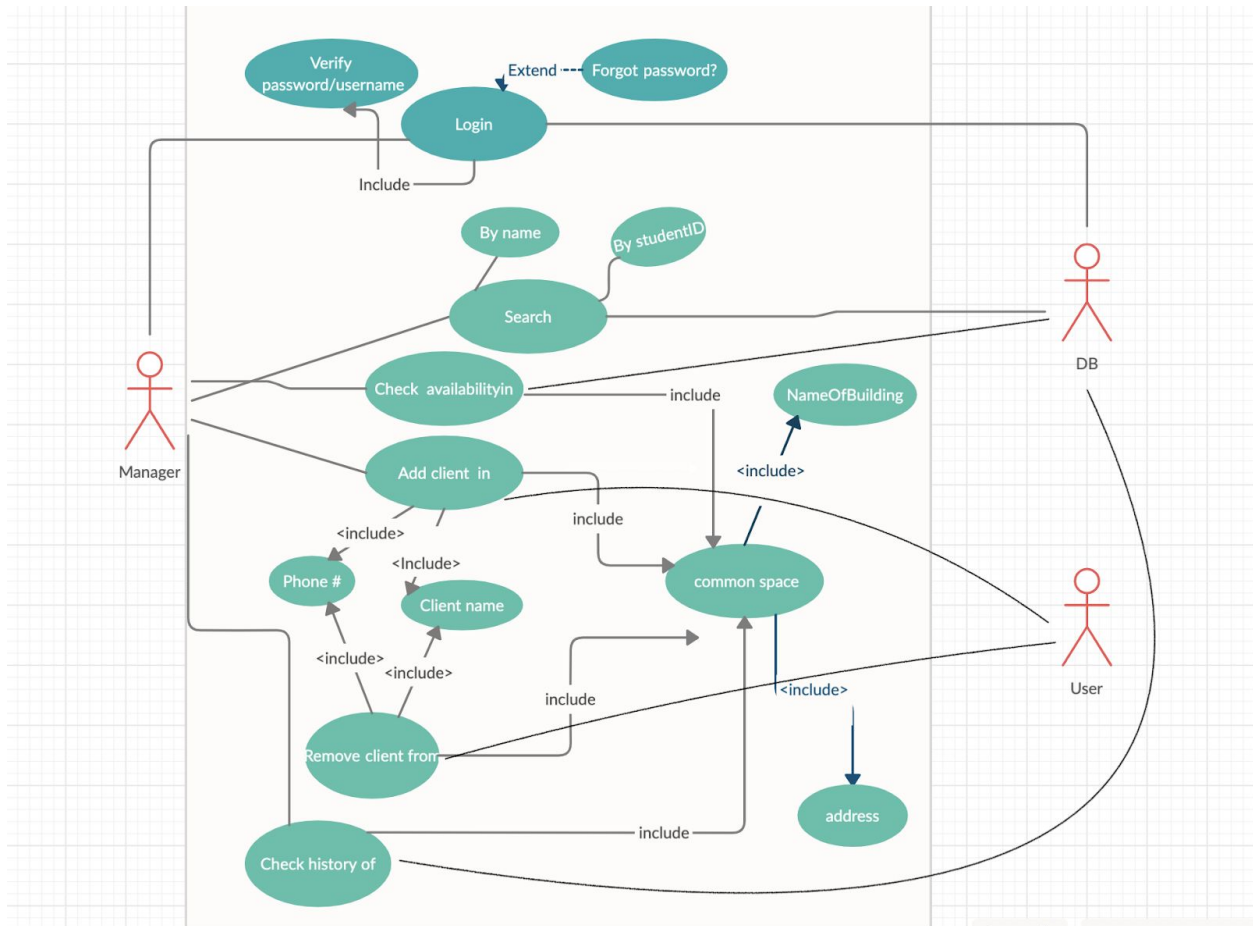 Verify
password/username
Extend
Forgot password?
Login
Include
By name
By studentID
Search
DB
Check availabilityin
include
NameOfBuilding
Manager
Add client in
<include>
include
<include>
<Include>
Phone #
common space
Client name
<include>
<include>
User
<include>
include
Remove client from
address
include
Check history of